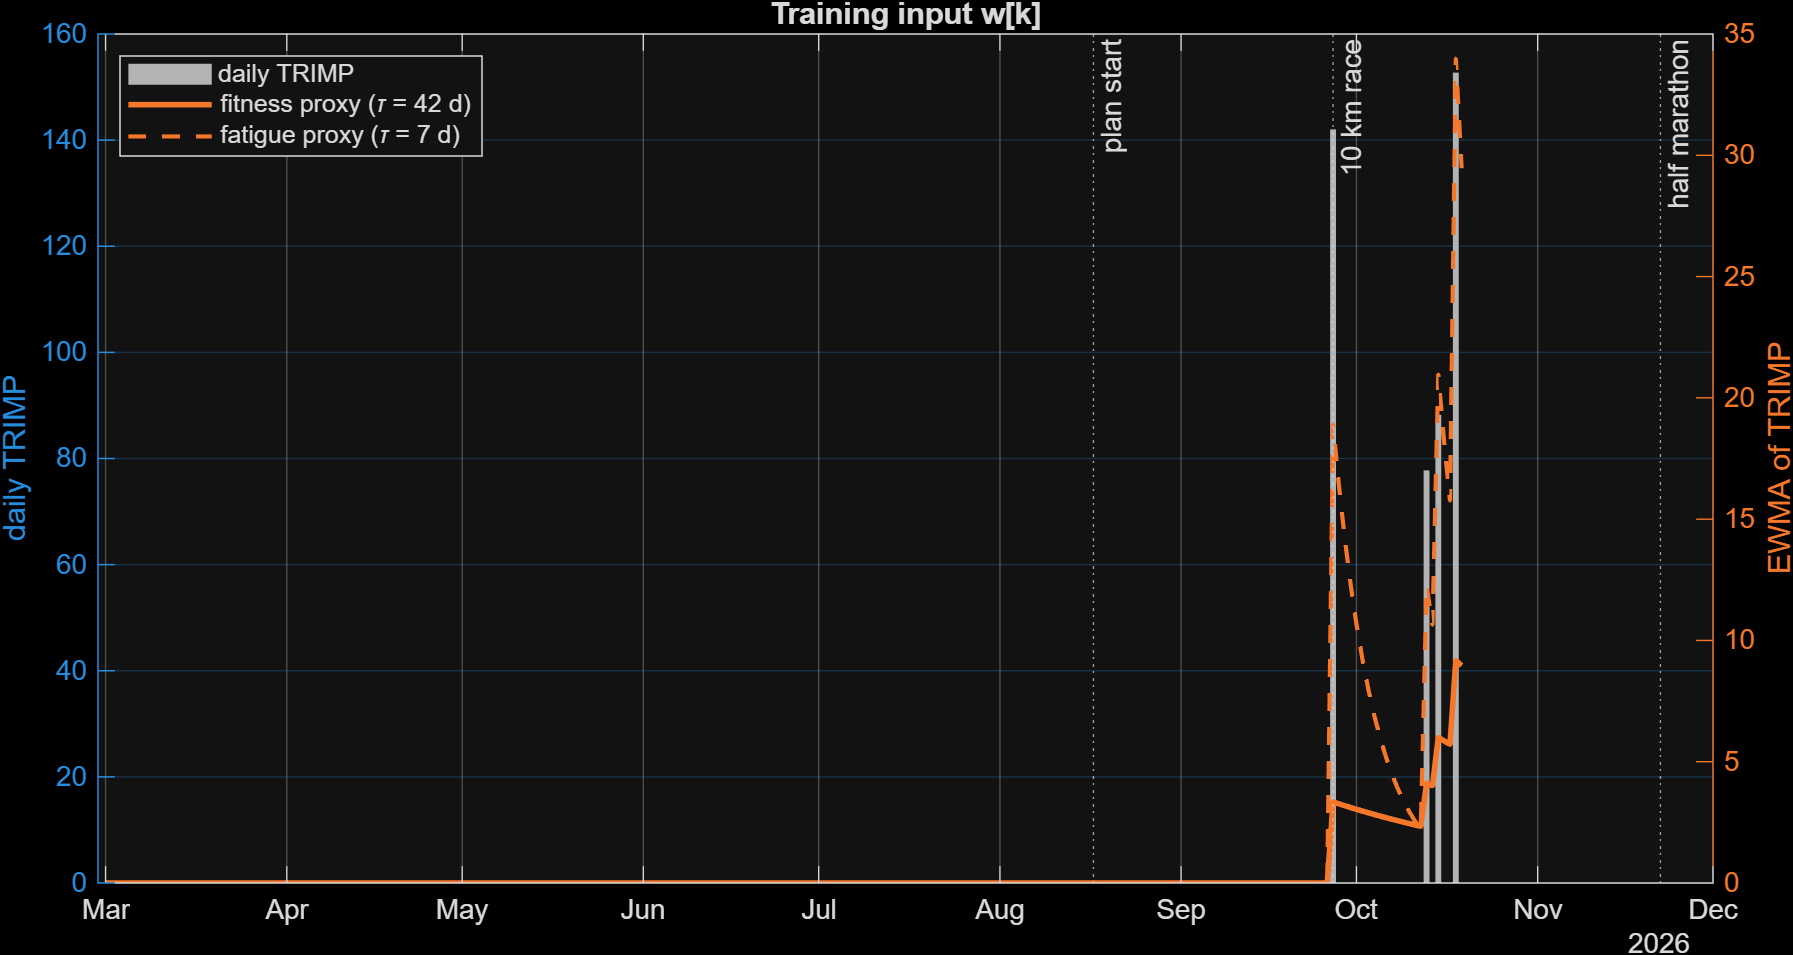 Training input w[k]
160
140
120
100
80
60
40
20
0
daily TRIMP
daily TRIMP
fitness proxy (τ = 42 d)
fatigue proxy (τ = 7 d)
plan start
10 km race
half marathon
35
30
25
20
15
10
5
0
EWMA of TRIMP
Mar Apr May Jun Jul Aug Sep Oct Nov Dec
2026